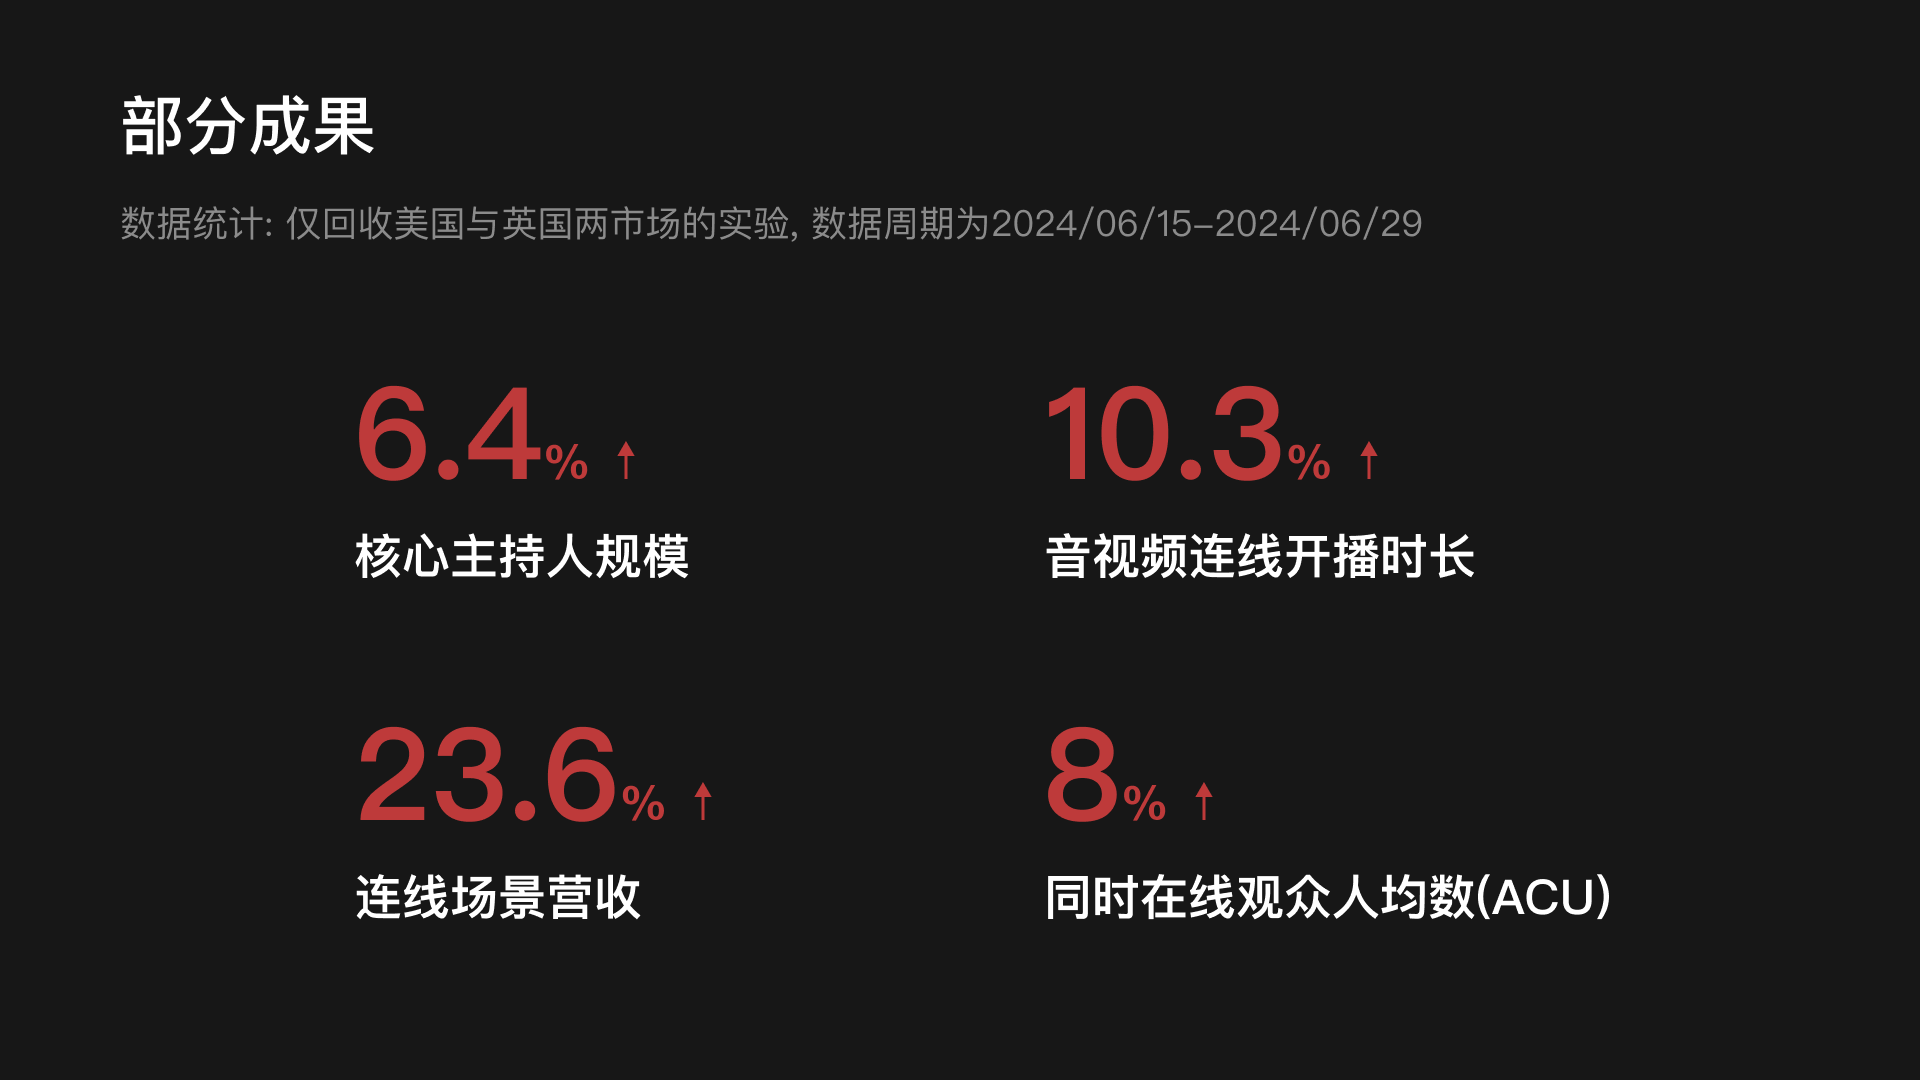 部分成果
数据统计: 仅回收美国与英国两市场的实验, 数据周期为2024/06/15-2024/06/29
6.4% ↑
核心主持人规模
10.3% ↑
音视频连线开播时长
23.6% ↑
连线场景营收
8% ↑
同时在线观众人均数(ACU)